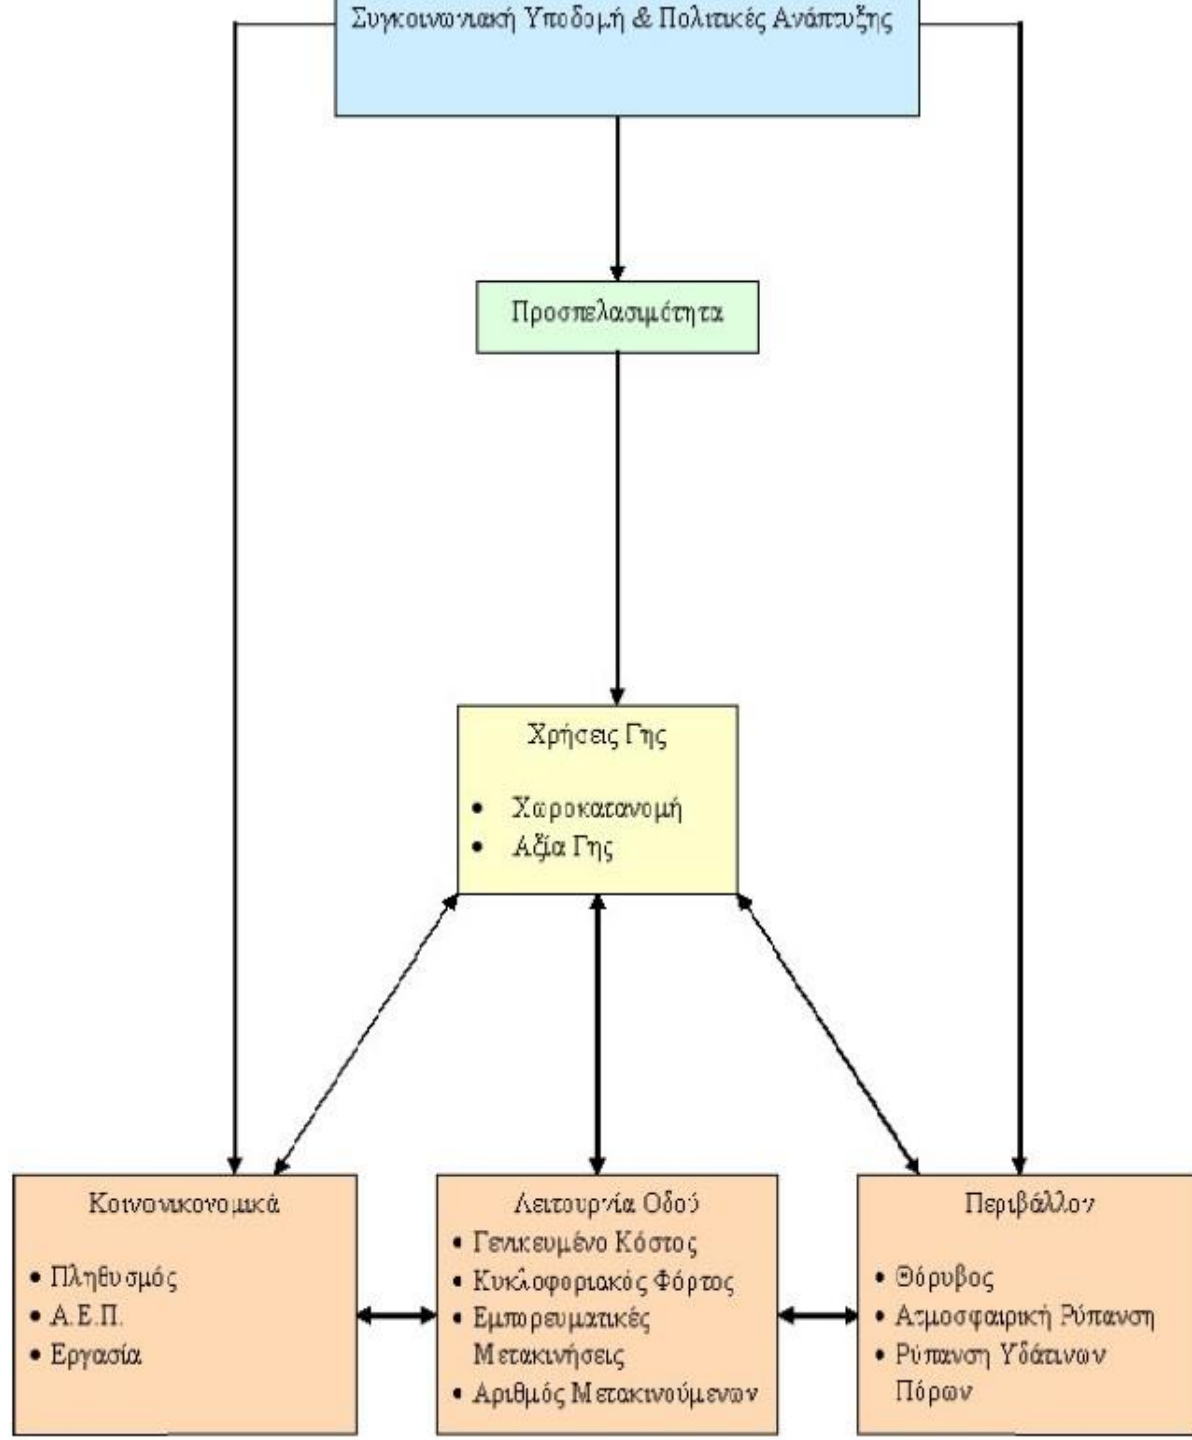 Συγκοινωνιακή Υποδομή & Πολιτικές Ανάπτυξης
Προσπελασιμότητα
Χρήσεις Γης
• Χωροκατανομή
• Αξία Γης
Κοινονικονομικά
• Πληθυσμός
• Α.Ε.Π.
• Εργασία
Λειτουργία Οδού
• Γενικευμένο Κόστος
• Κυκλοφοριακός Φόρτος
• Εμπορευματικές
Μετακινήσεις
• Αριθμός Μετακινούμενων
Περιβάλλον
• Θόρυβος
• Ατμοσφαιρική Ρύπανση
• Ρύπανση Υδάτινων
Πόρων